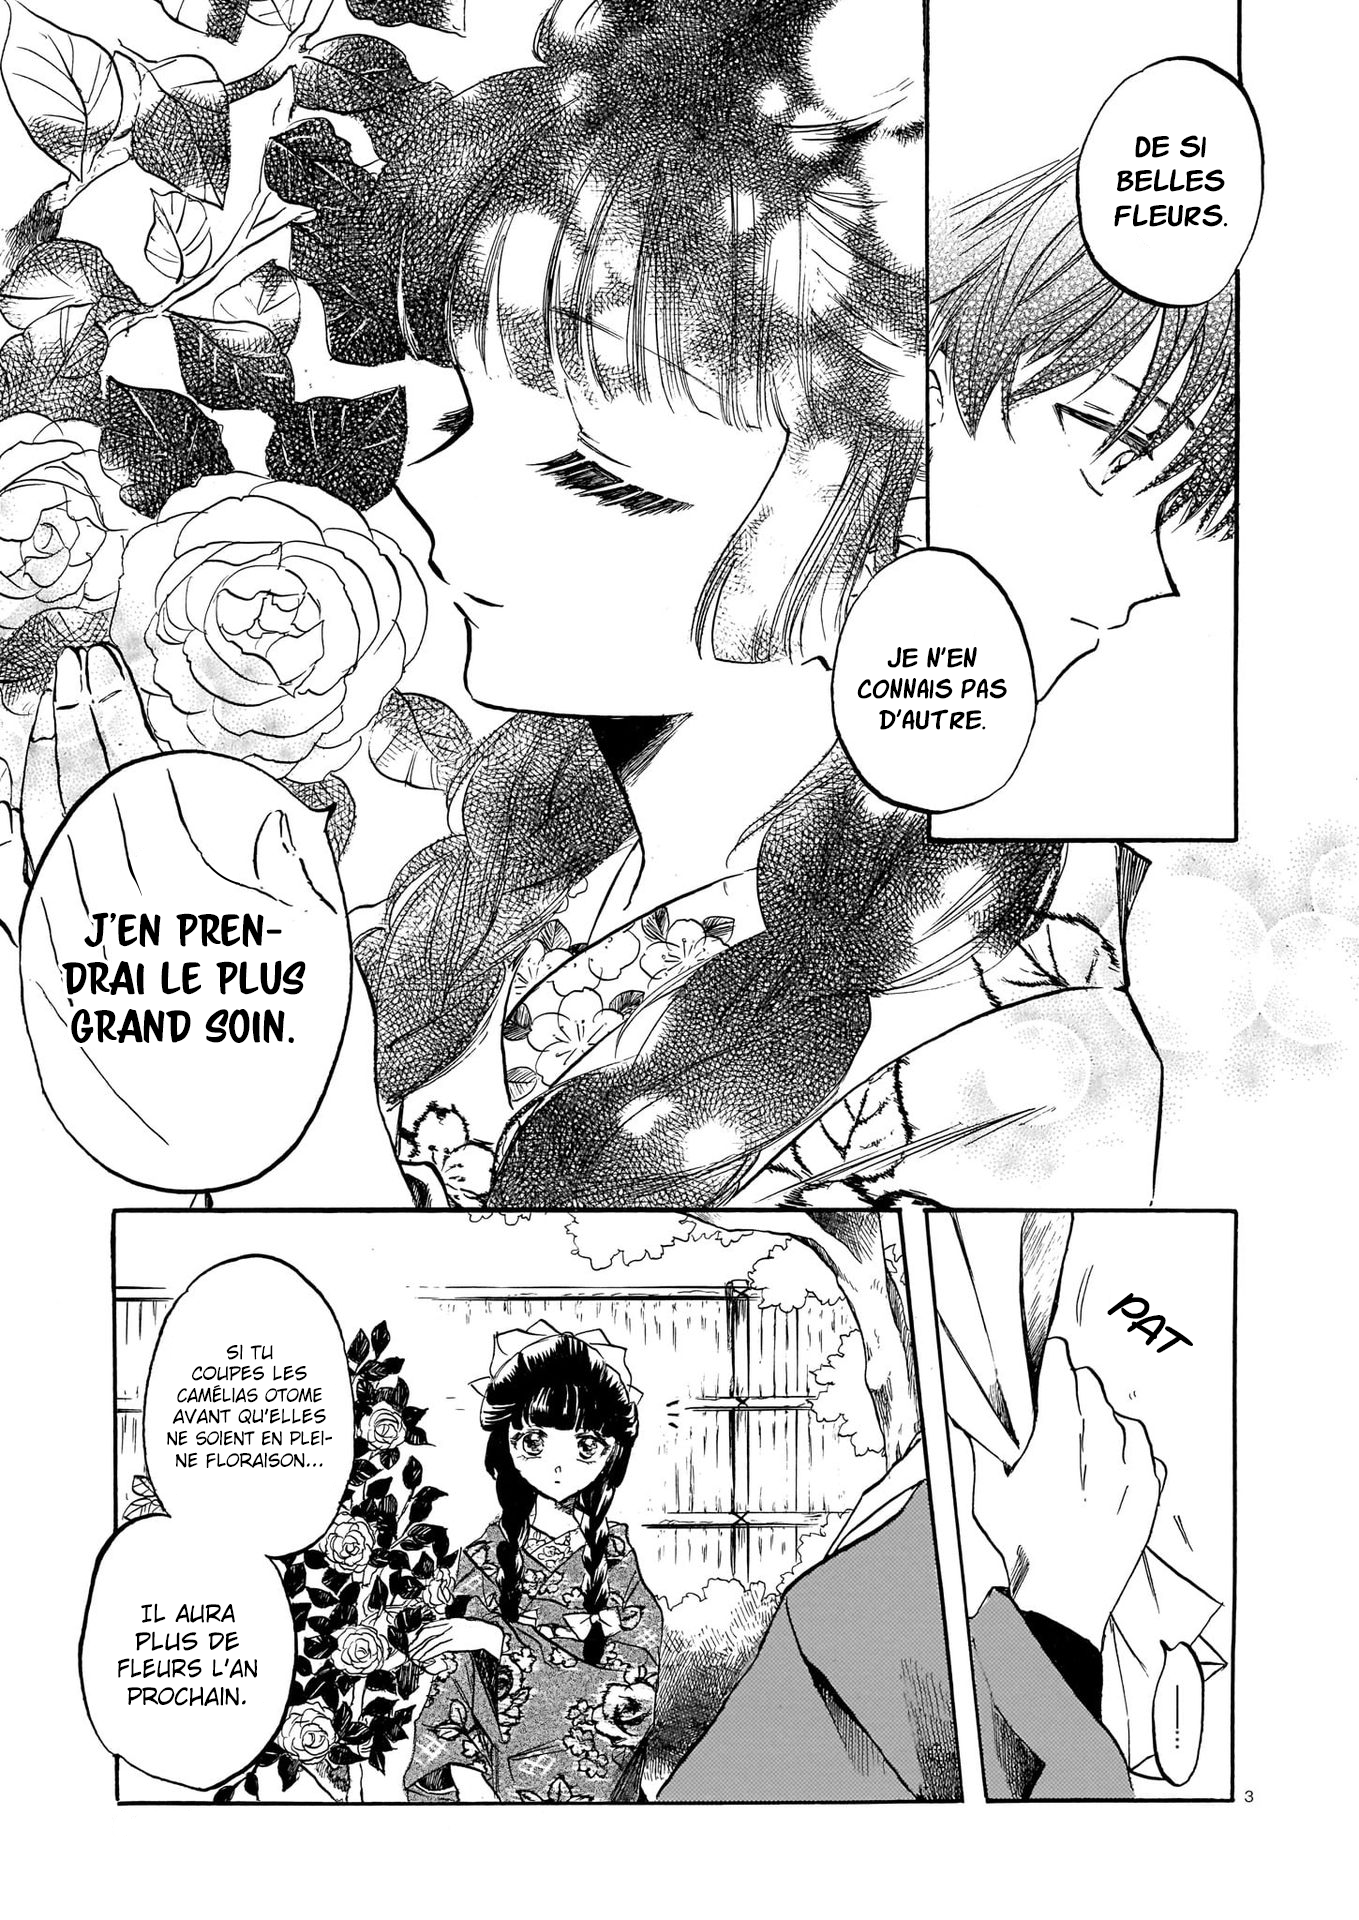 DE SI
BELLES
FLEURS.
JE N'EN
CONNAIS PAS
D'AUTRE.
J'EN PREN-
DRAI LE PLUS
GRAND SOIN.
PAT
.......
SI TU
COUPES LES
CAMÉLIAS OTOME
AVANT QU'ELLES
NE SOIENT EN PLEI-
NE FLORAISON...
IL AURA
PLUS DE
FLEURS L'AN
PROCHAIN.
3